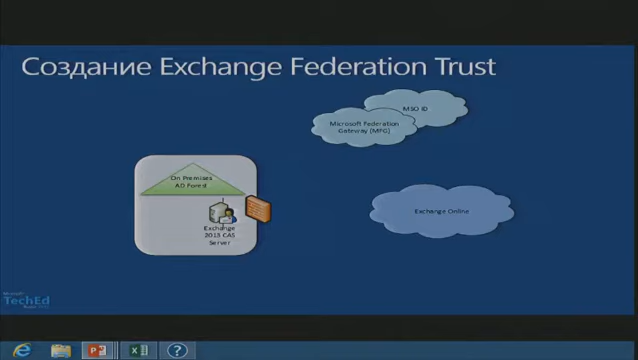 Создание Exchange Federation Trust
MSO ID
Microsoft Federation
Gateway (MFG)
On Premises
AD Forest
Exchange Online
Exchange
2013 CAS
Server
Microsoft
TechEd